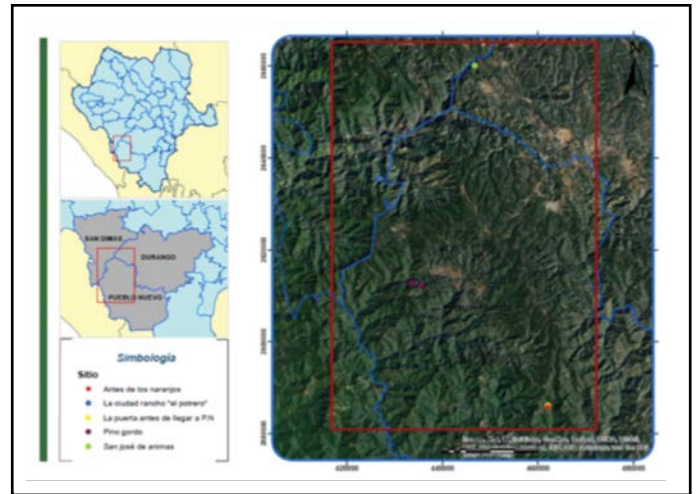 SAN DIMAS
DURANGO
PUEBLO NUEVO
Simbología
Sitio
Antes de los naranjos
La ciudad rancho "el potrero"
La puerta antes de llegar a P.N
Pino gordo
San josé de animas
N
420000
440000
460000
480000